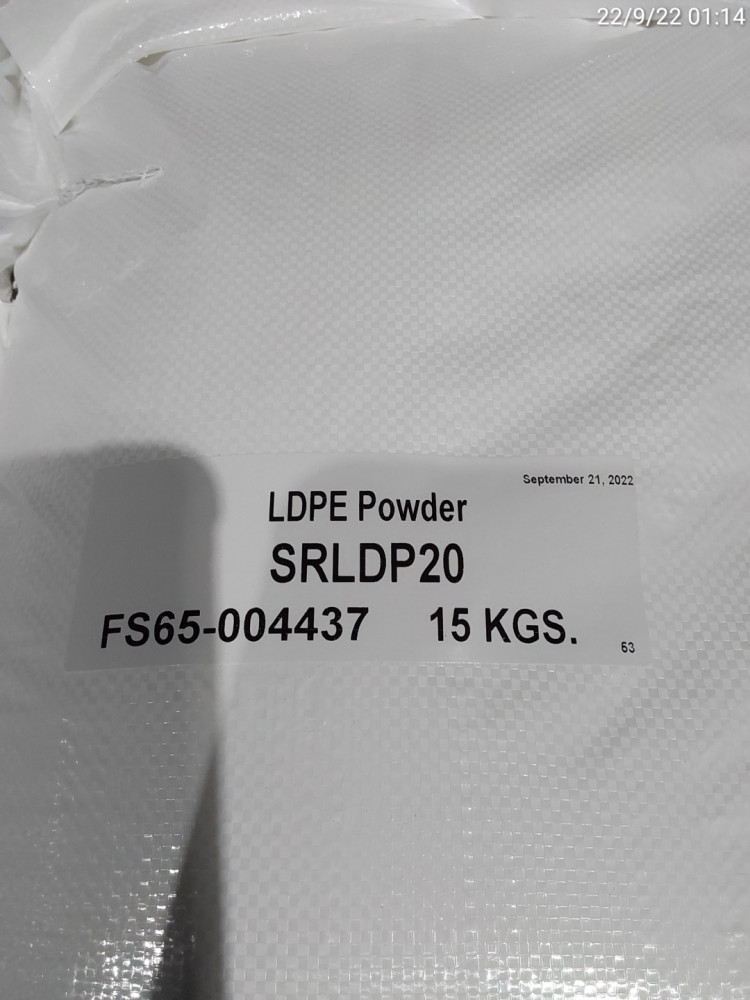 22/9/22 01:14
September 21, 2022
LDPE Powder
SRLDP20
FS65-004437 15 KGS.
63